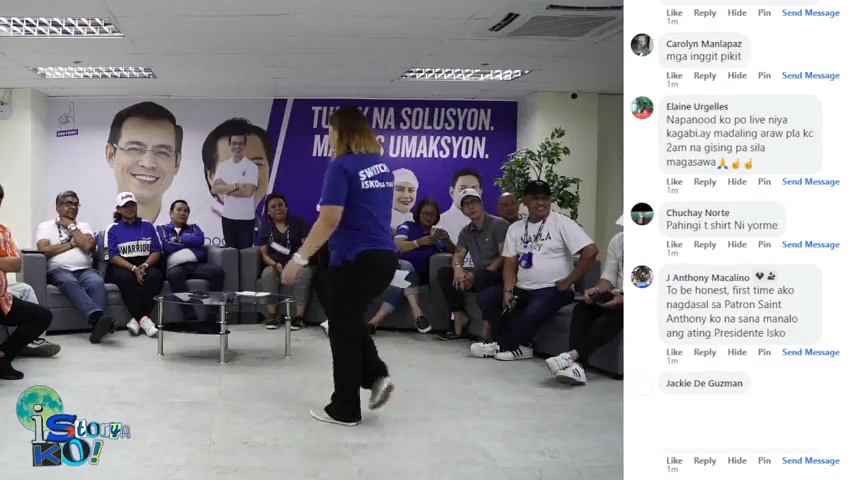 TUNAY NA SOLUSYON.
MABILIS UMAKSYON.
SWITCH
ISKO
WARRIOR
iStorya
KO!
Like Reply Hide Pin Send Message
1m
Carolyn Manlapaz
mga inggit pikit
Like Reply Hide Pin Send Message
1m
Elaine Urgelles
Napanood ko po live niya
kagabi.ay madaling araw pla kc
2am na gising pa sila
magasawa🙏☝☝
Like Reply Hide Pin Send Message
1m
Chuchay Norte
Pahingi t shirt Ni yorme
Like Reply Hide Pin Send Message
1m
J Anthony Macalino
To be honest, first time ako
nagdasal sa Patron Saint
Anthony ko na sana manalo
ang ating Presidente Isko
Like Reply Hide Pin Send Message
1m
Jackie De Guzman
Like Reply Hide Pin Send Message
1m